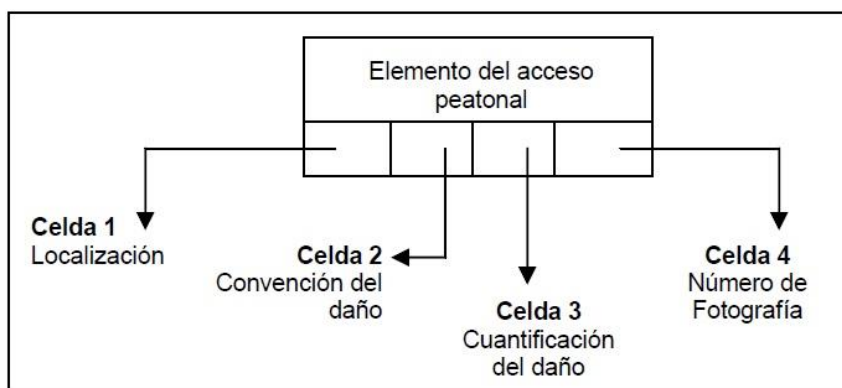 Elemento del acceso
peatonal
Celda 1
Localización
Celda 2
Convención del
daño
Celda 3
Cuantificación
del daño
Celda 4
Número de
Fotografía